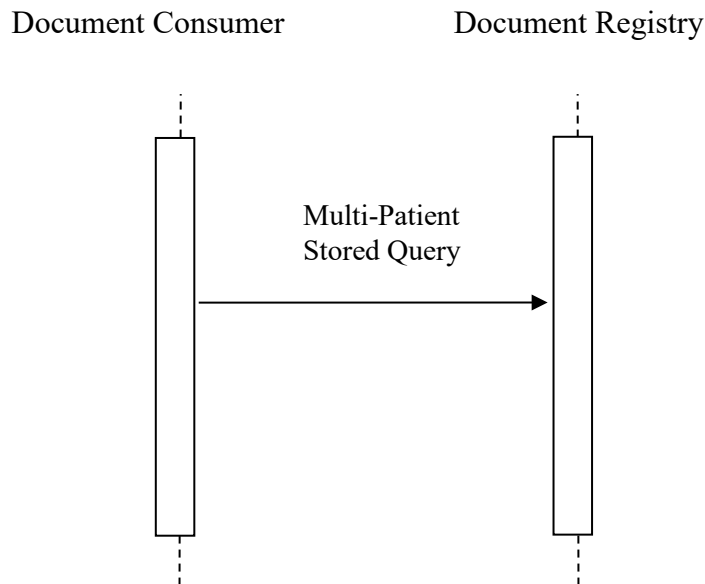 Document Consumer
Document Registry
Multi-Patient
Stored Query